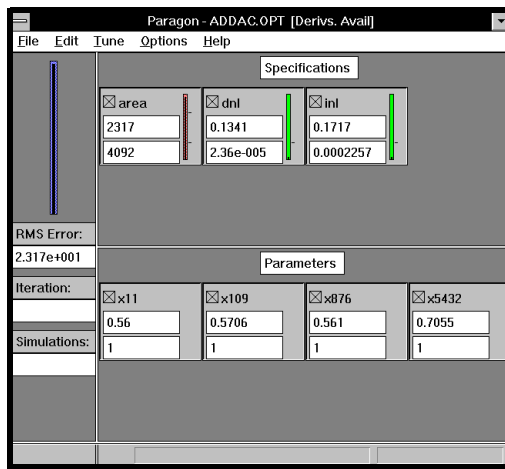 Paragon - ADDAC.OPT [Derivs. Avail]
File Edit Tune Options Help
Specifications
area dnl inl
2317 0.1341 0.1717
4092 2.36e-005 0.0002257
RMS Error:
2.317e+001
Iteration:
Simulations:
Parameters
x11 x109 x876 x5432
0.56 0.5706 0.561 0.7055
1 1 1 1